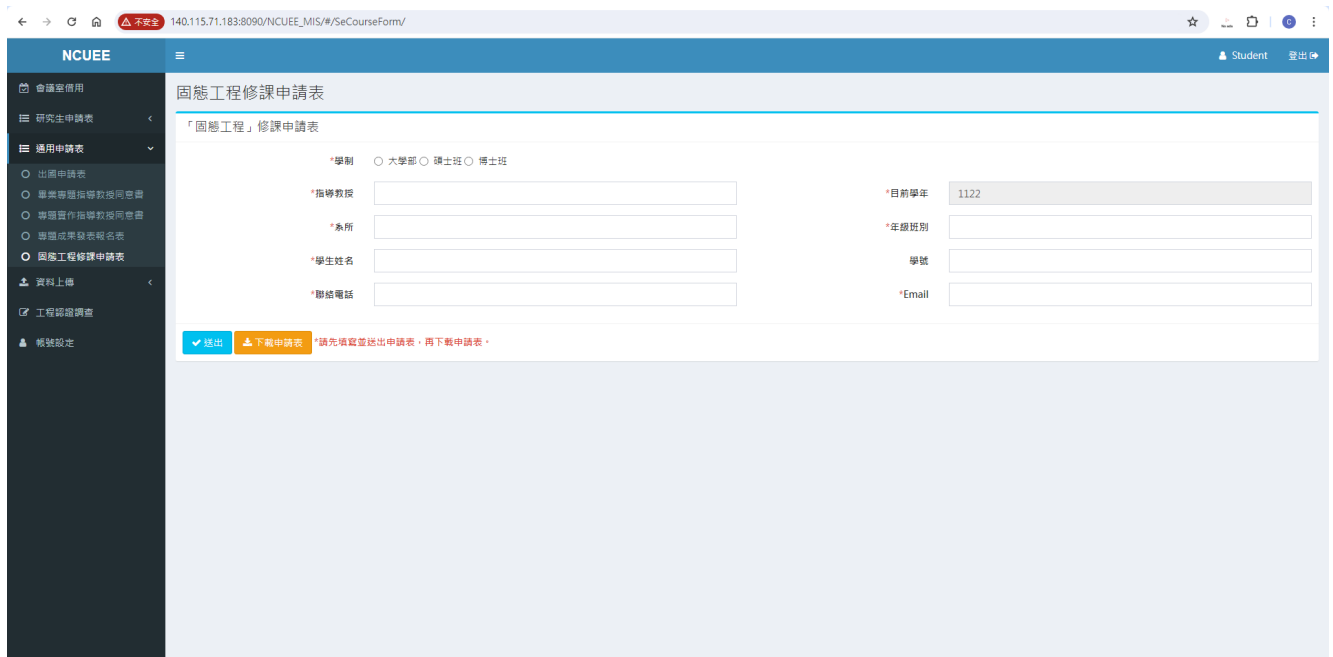 不安全 140.115.71.183:8090/NCUEE_MIS/#/SeCourseForm/ C
NCUEE Student 登出
會議室借用
研究生申請表
通用申請表
出國申請表
畢業專題指導教授同意書
專題實作指導教授同意書
專題成果發表報名表
固態工程修課申請表
資料上傳
工程認證調查
帳號設定
固態工程修課申請表
「固態工程」修課申請表
*學制 大學部 碩士班 博士班
*指導教授 *目前學年 1122
*系所 *年級班別
*學生姓名 學號
*聯絡電話 *Email
送出 下載申請表 *請先填寫並送出申請表，再下載申請表。